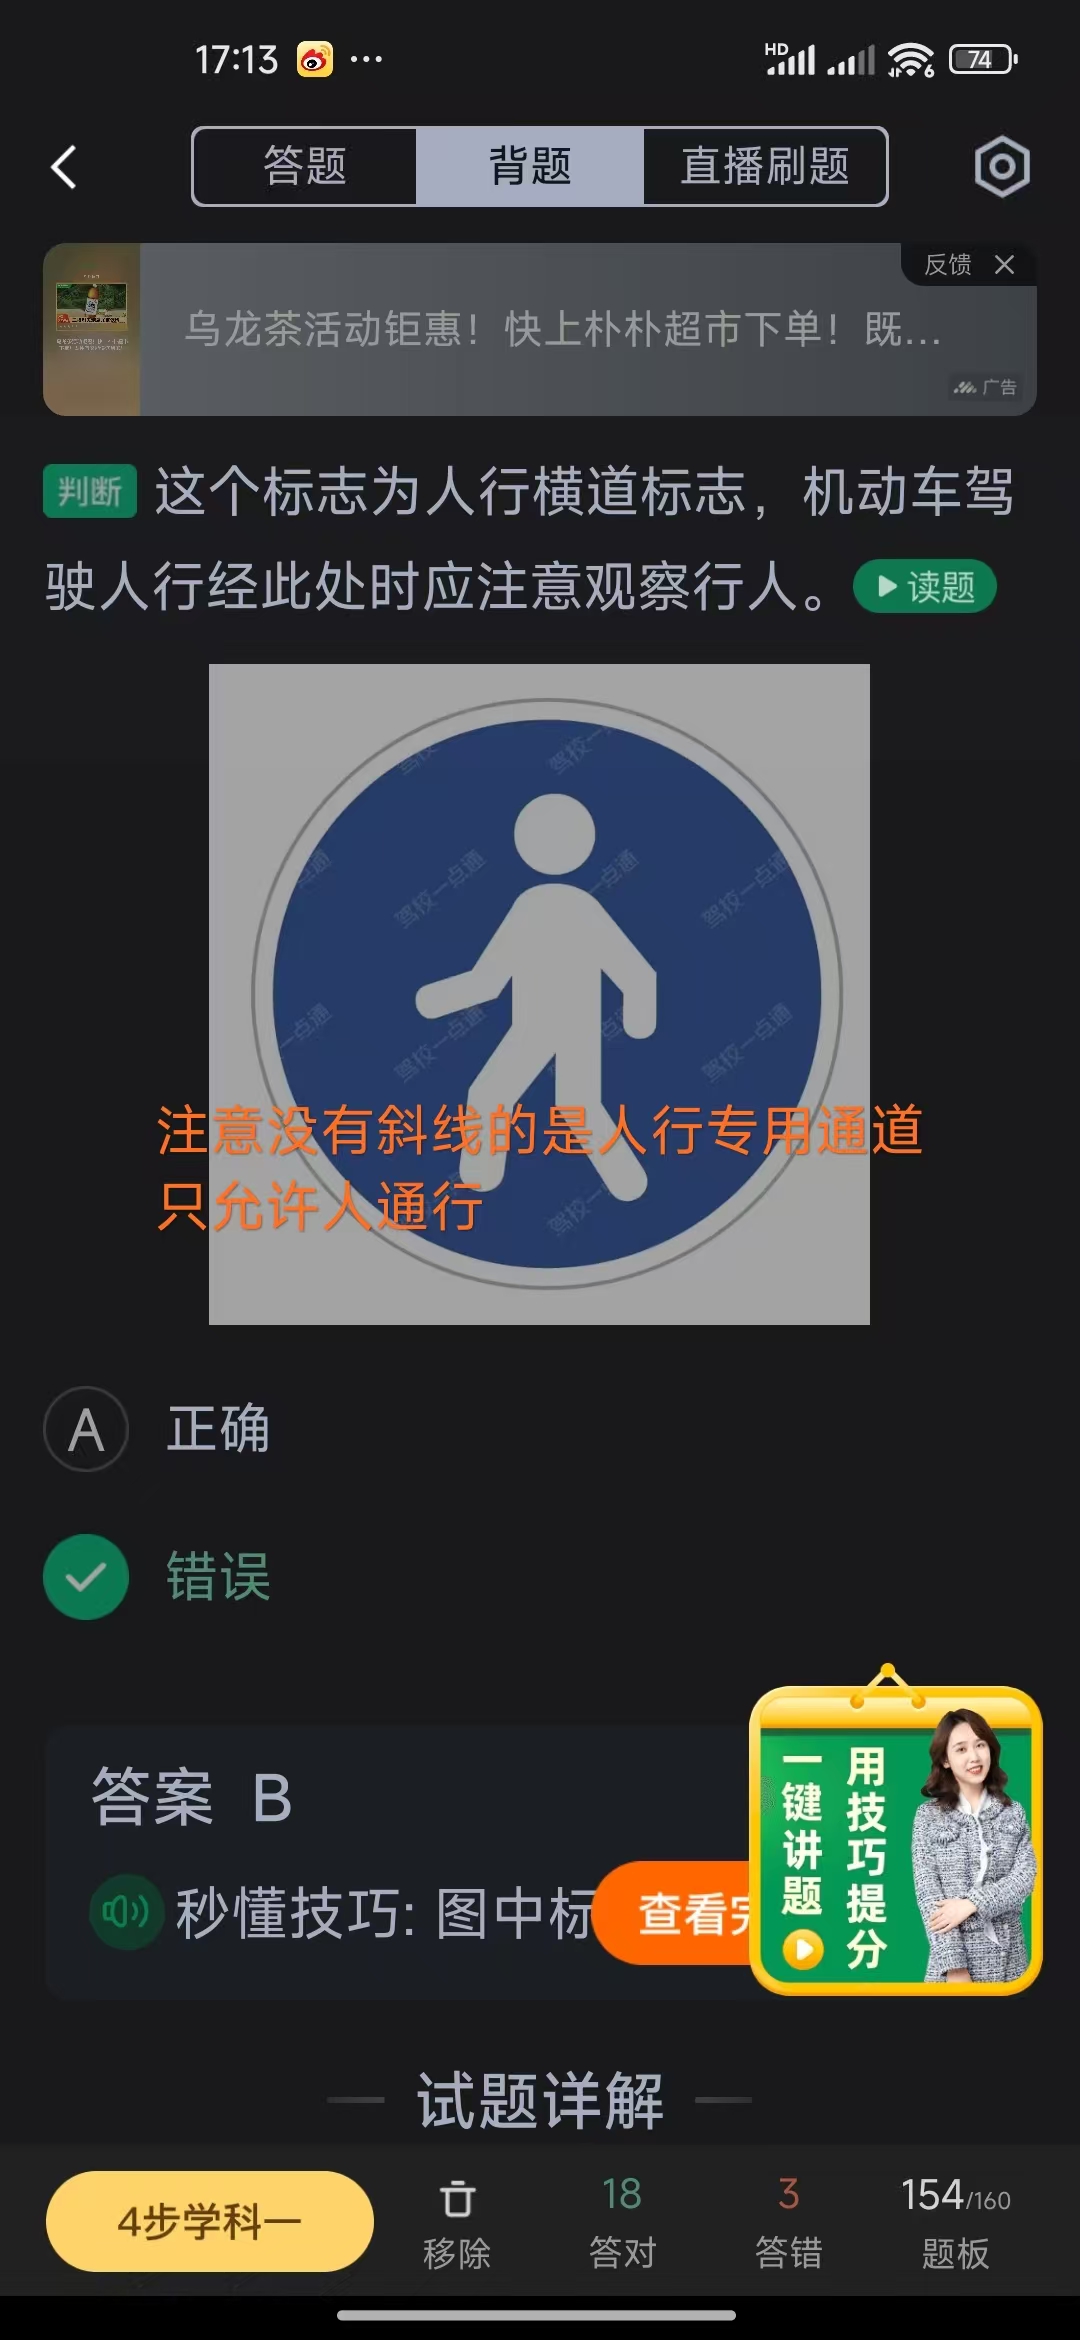 17:13
HD
6
74
答题
背题
直播刷题
反馈
乌龙茶活动钜惠！快上朴朴超市下单！既...
广告
判断 这个标志为人行横道标志，机动车驾
驶人行经此处时应注意观察行人。 读题
驾校一点通
注意没有斜线的是人行专用通道
只允许人通行
A 正确
错误
答案 B
秒懂技巧: 图中标
查看完
用技巧提分
一键讲题
试题详解
4步学科一
移除
18
答对
3
答错
154/160
题板